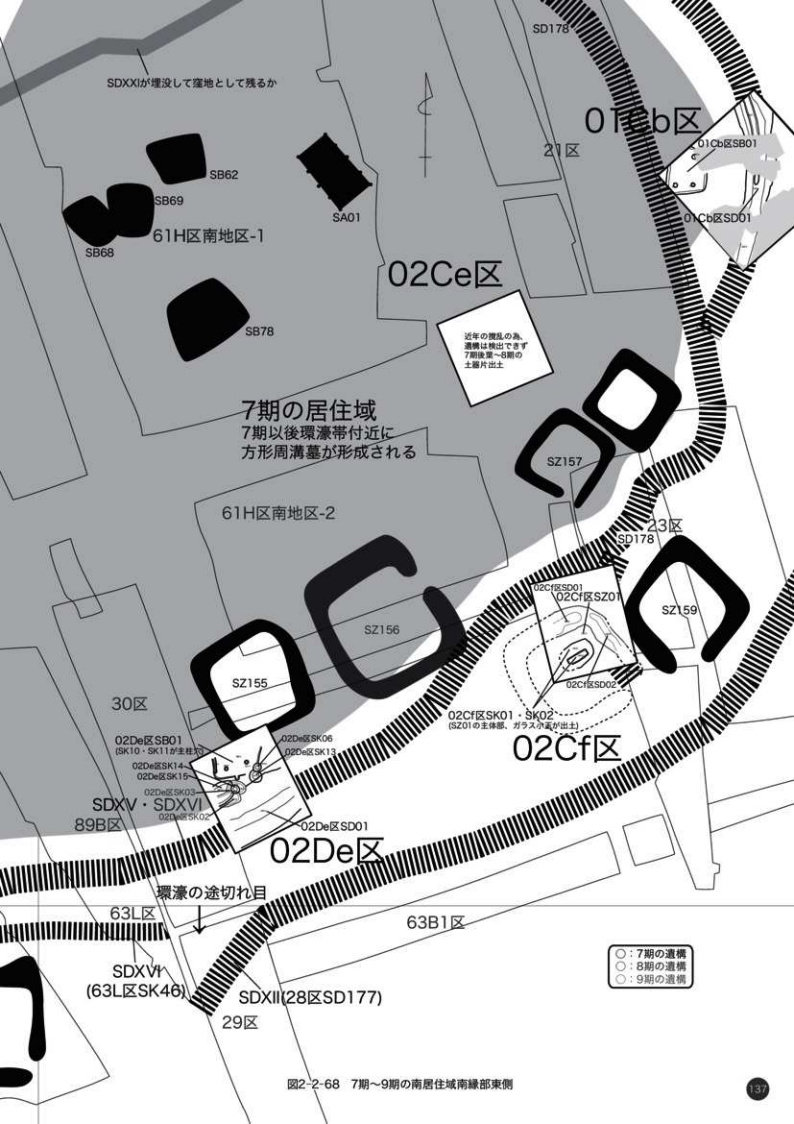 SD178
SDXXIが埋没して窪地として残るか
01Cb区
21区
01Cb区SB01
SB62
SB69
SA01
01Cb区SD01
61H区南地区-1
SB68
02Ce区
SB78
近年の攪乱の為、
遺構は検出できず
7期後葉～8期の
土器片出土
7期の居住域
7期以後環濠帯付近に
方形周溝墓が形成される
SZ157
61H区南地区-2
23区
SD178
02Cf区SD01
02Cf区SZ01
SZ159
SZ156
SZ155
02Cf区SD02
30区
02Cf区SK01・SK02
(SZ01の主体部、ガラス小玉が出土)
02Cf区
02De区SB01
(SK10・SK11が主柱穴)
02De区SK06
02De区SK13
02De区SK14
02De区SK15
02De区SK03
SDXV・SDXVI
02De区SK02
89B区
02De区SD01
02De区
環濠の途切れ目
63L区
63B1区
SDXVI
(63L区SK46)
SDXII(28区SD177)
29区
○：7期の遺構
○：8期の遺構
○：9期の遺構
図2-2-68 7期～9期の南居住域南縁部東側
137